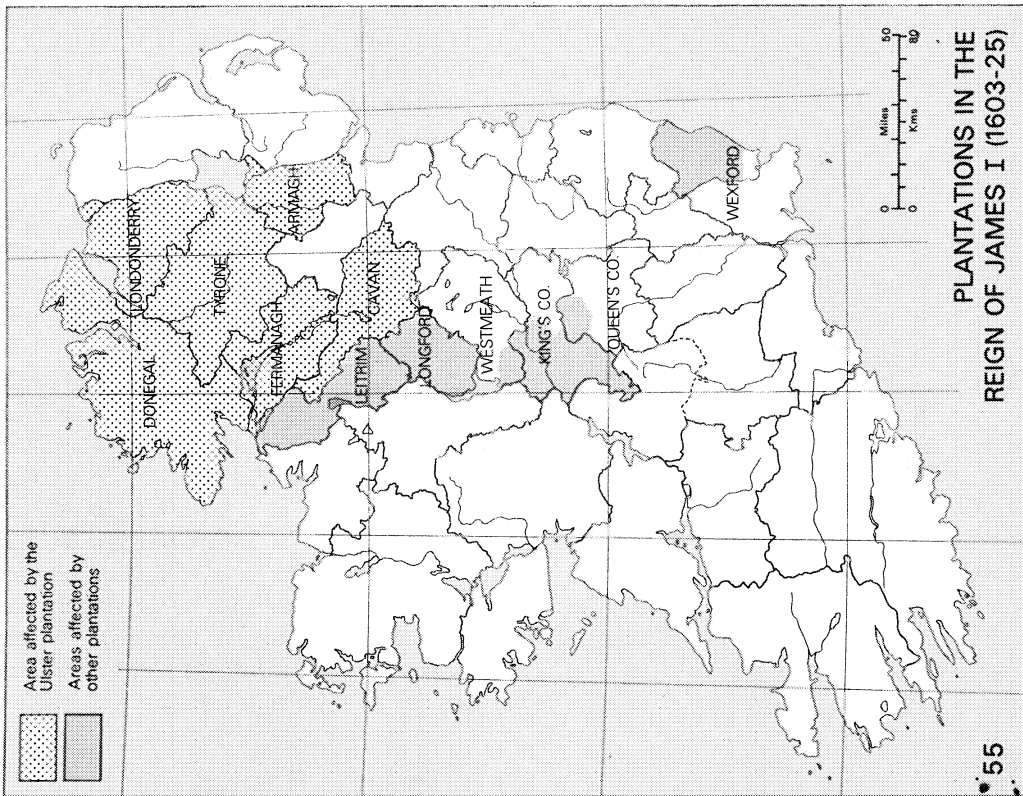 Area affected by the
Ulster plantation
Areas affected by
other plantations
DONEGAL
LONDONDERRY
TYRONE
ARMAGH
FERMANAGH
CAVAN
LEITRIM
LONGFORD
WESTMEATH
KING'S CO.
QUEEN'S CO.
WEXFORD
0 Miles 50
0 Kms 80
PLANTATIONS IN THE
REIGN OF JAMES I (1603-25)
55